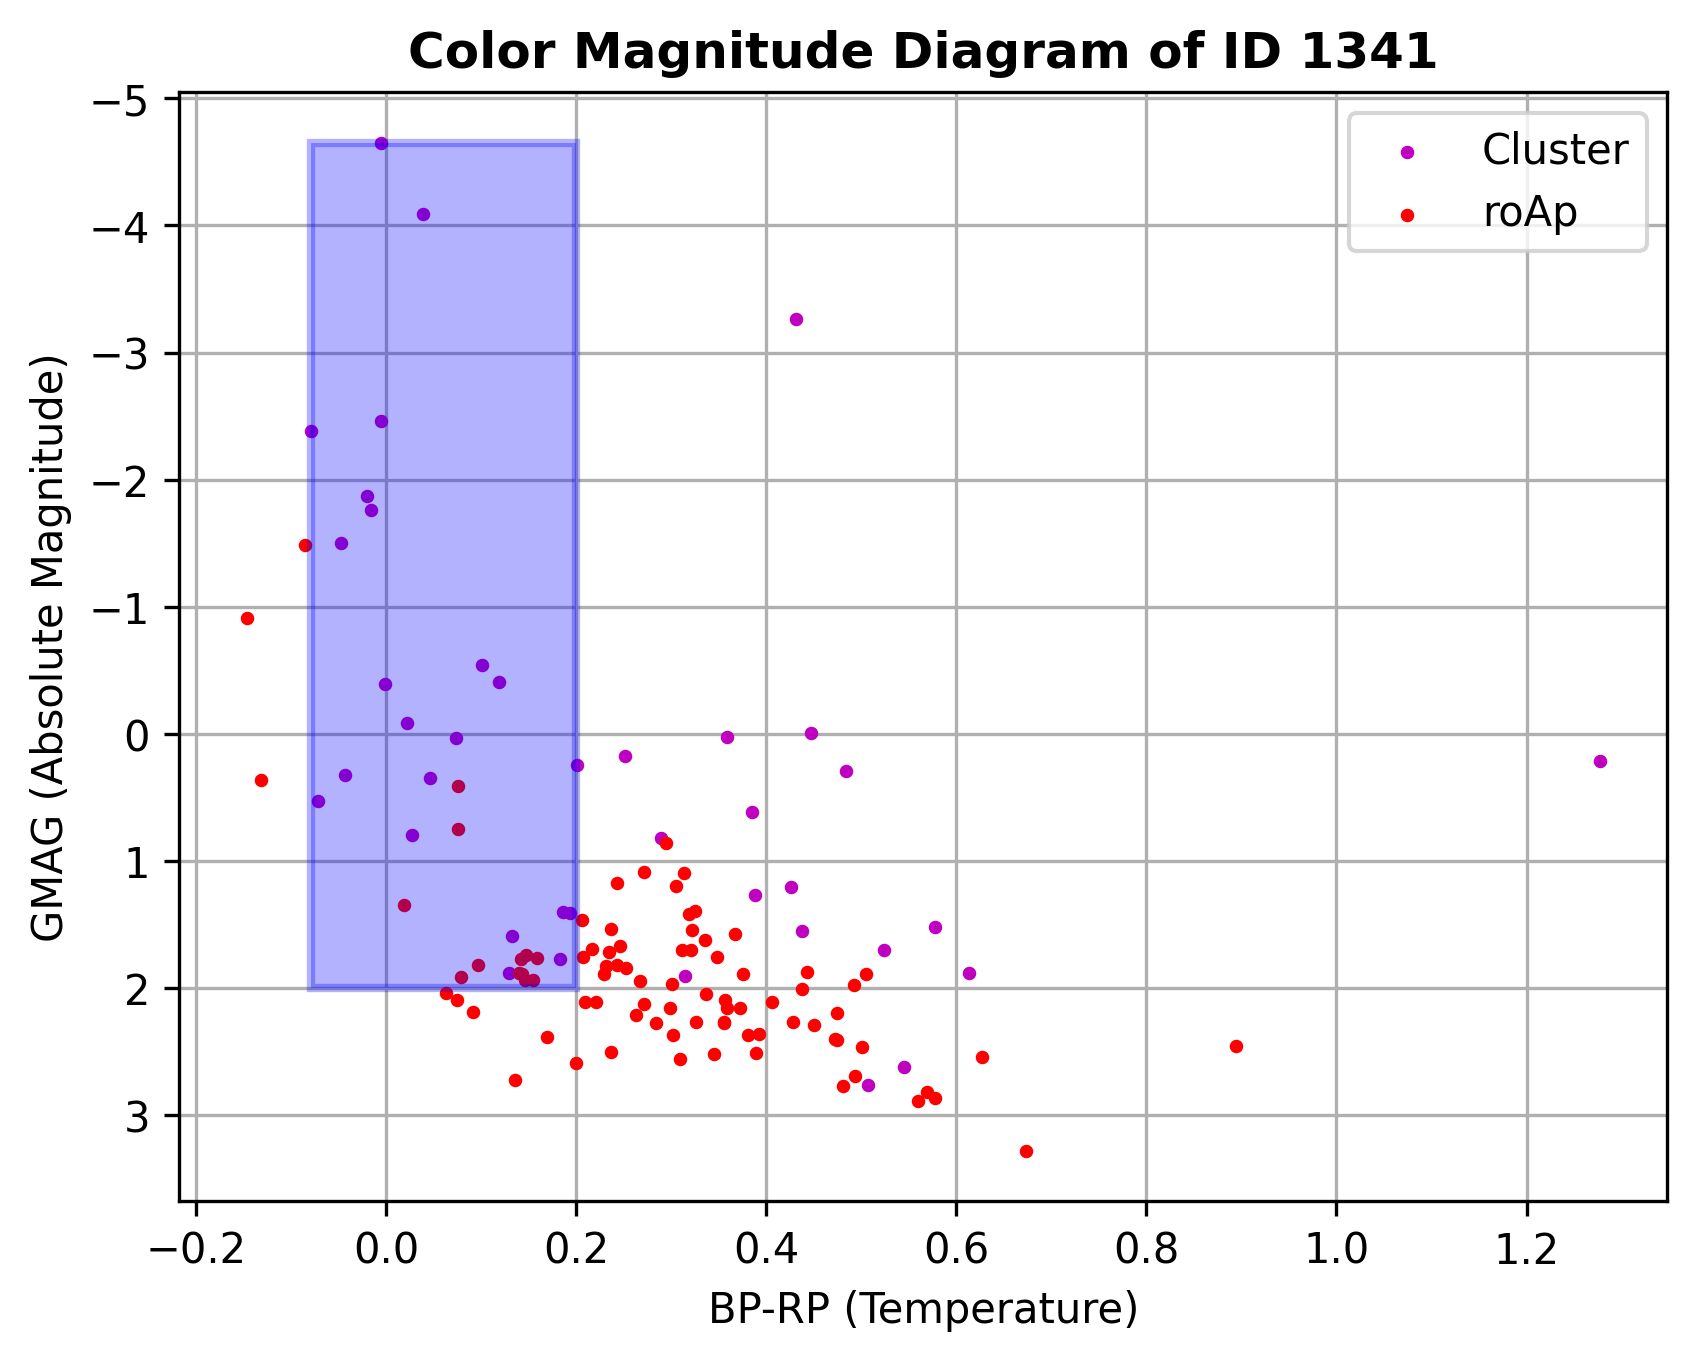 Color Magnitude Diagram of ID 1341
Cluster
roAp
GMAG (Absolute Magnitude)
−5
−4
−3
−2
−1
0
1
2
3
−0.2 0.0 0.2 0.4 0.6 0.8 1.0 1.2
BP-RP (Temperature)